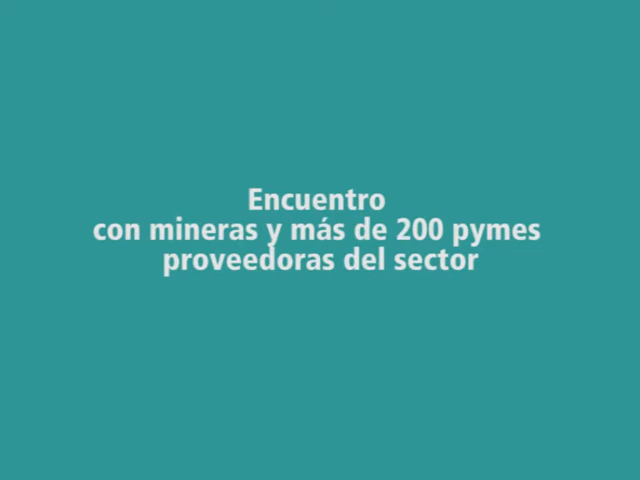 Encuentro
con mineras y más de 200 pymes
proveedoras del sector